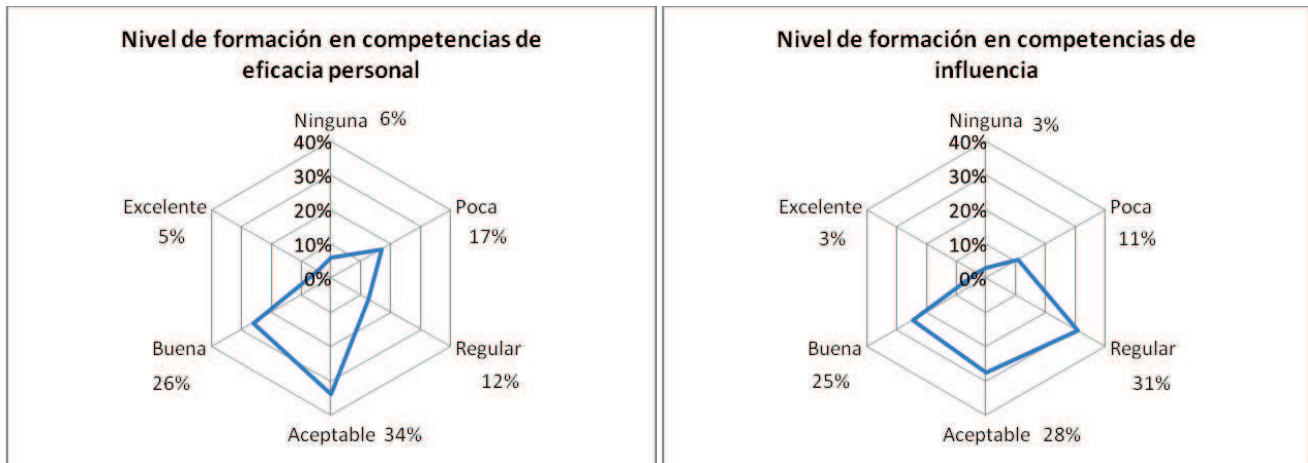 Nivel de formación en competencias de
eficacia personal
Ninguna 6%
40%
30%
20%
10%
0%
Poca
17%
Regular
12%
Aceptable 34%
Buena
26%
Excelente
5%
Nivel de formación en competencias de
influencia
Ninguna 3%
40%
30%
20%
10%
0%
Poca
11%
Regular
31%
Aceptable 28%
Buena
25%
Excelente
3%